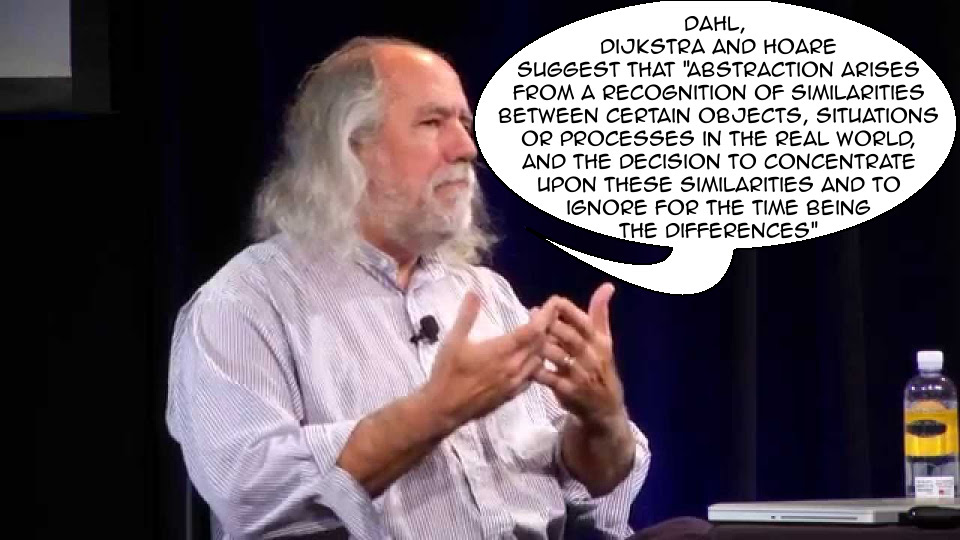 DAHL,
DIJKSTRA AND HOARE
SUGGEST THAT "ABSTRACTION ARISES
FROM A RECOGNITION OF SIMILARITIES
BETWEEN CERTAIN OBJECTS, SITUATIONS
OR PROCESSES IN THE REAL WORLD,
AND THE DECISION TO CONCENTRATE
UPON THESE SIMILARITIES AND TO
IGNORE FOR THE TIME BEING
THE DIFFERENCES"